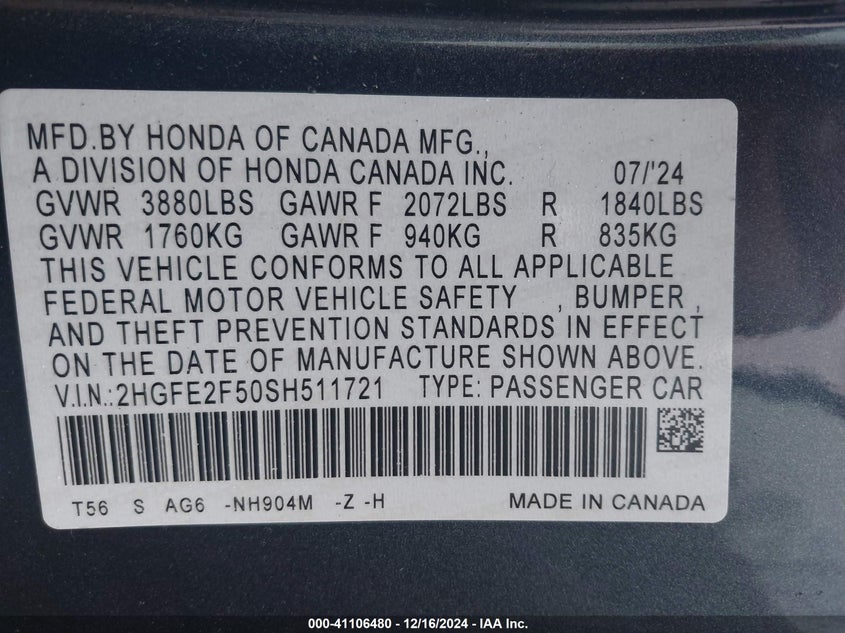 MFD.BY HONDA OF CANADA MFG.,
A DIVISION OF HONDA CANADA INC. 07/'24
GVWR 3880LBS GAWR F 2072LBS R 1840LBS
GVWR 1760KG GAWR F 940KG R 835KG
THIS VEHICLE CONFORMS TO ALL APPLICABLE
FEDERAL MOTOR VEHICLE SAFETY , BUMPER ,
AND THEFT PREVENTION STANDARDS IN EFFECT
ON THE DATE OF MANUFACTURE SHOWN ABOVE.
V.I.N.:2HGFE2F50SH511721 TYPE: PASSENGER CAR
T56 S AG6 -NH904M -Z -H MADE IN CANADA
000-41106480 - 12/16/2024 - IAA Inc.